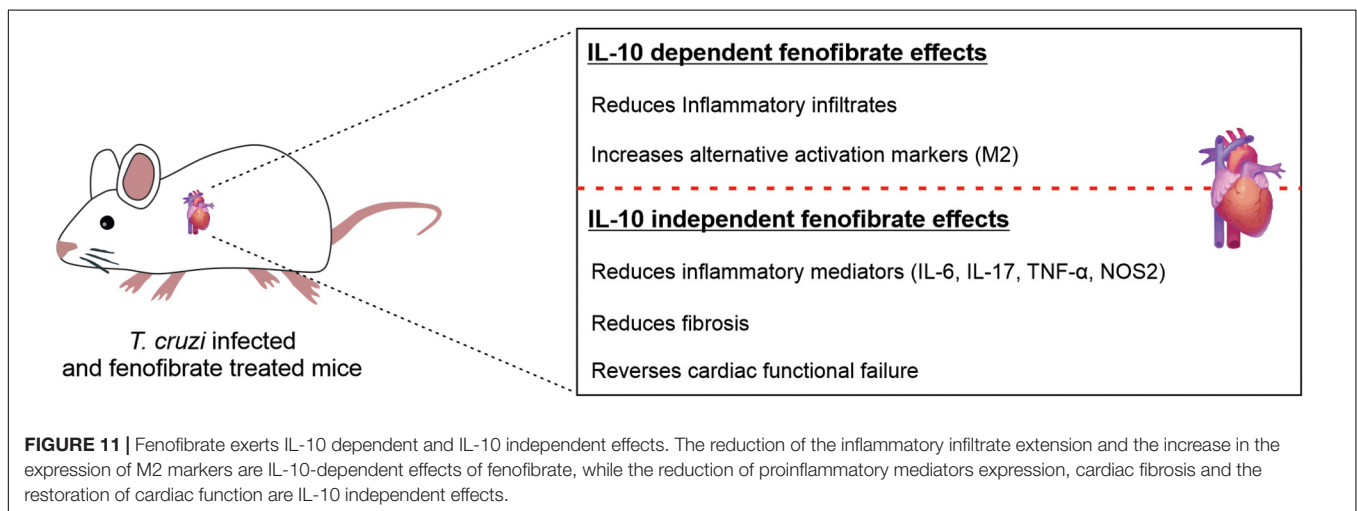 IL-10 dependent fenofibrate effects
Reduces Inflammatory infiltrates
Increases alternative activation markers (M2)
IL-10 independent fenofibrate effects
Reduces inflammatory mediators (IL-6, IL-17, TNF-α, NOS2)
Reduces fibrosis
Reverses cardiac functional failure
T. cruzi infected
and fenofibrate treated mice
FIGURE 11 | Fenofibrate exerts IL-10 dependent and IL-10 independent effects. The reduction of the inflammatory infiltrate extension and the increase in the
expression of M2 markers are IL-10-dependent effects of fenofibrate, while the reduction of proinflammatory mediators expression, cardiac fibrosis and the
restoration of cardiac function are IL-10 independent effects.